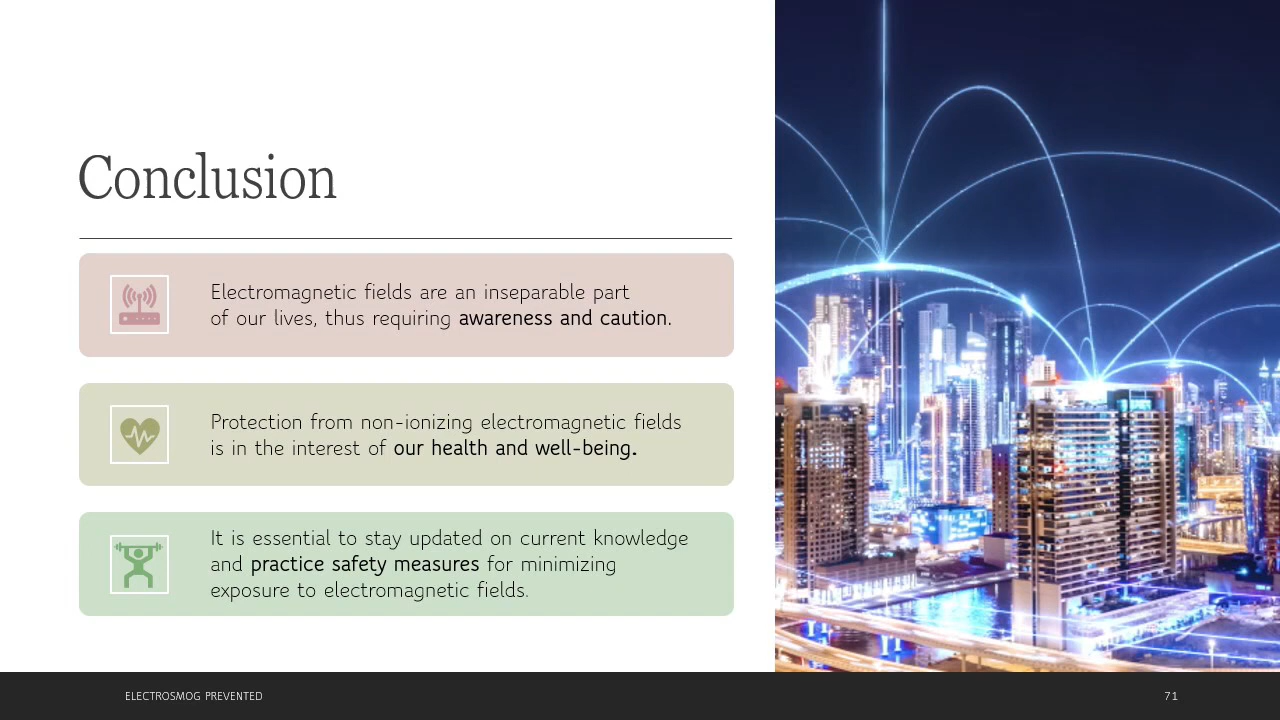 Conclusion
Electromagnetic fields are an inseparable part
of our lives, thus requiring awareness and caution.
Protection from non-ionizing electromagnetic fields
is in the interest of our health and well-being.
It is essential to stay updated on current knowledge
and practice safety measures for minimizing
exposure to electromagnetic fields.
ELECTROSMOG PREVENTED
71